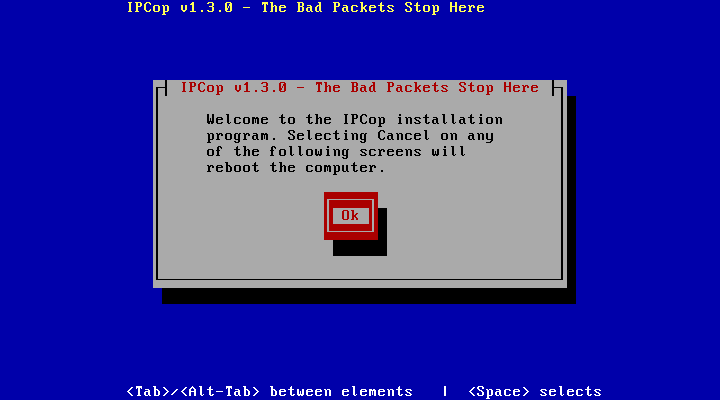 IPCop v1.3.0 - The Bad Packets Stop Here
IPCop v1.3.0 - The Bad Packets Stop Here
Welcome to the IPCop installation
program. Selecting Cancel on any
of the following screens will
reboot the computer.
Ok
<Tab>/<Alt-Tab> between elements | <Space> selects